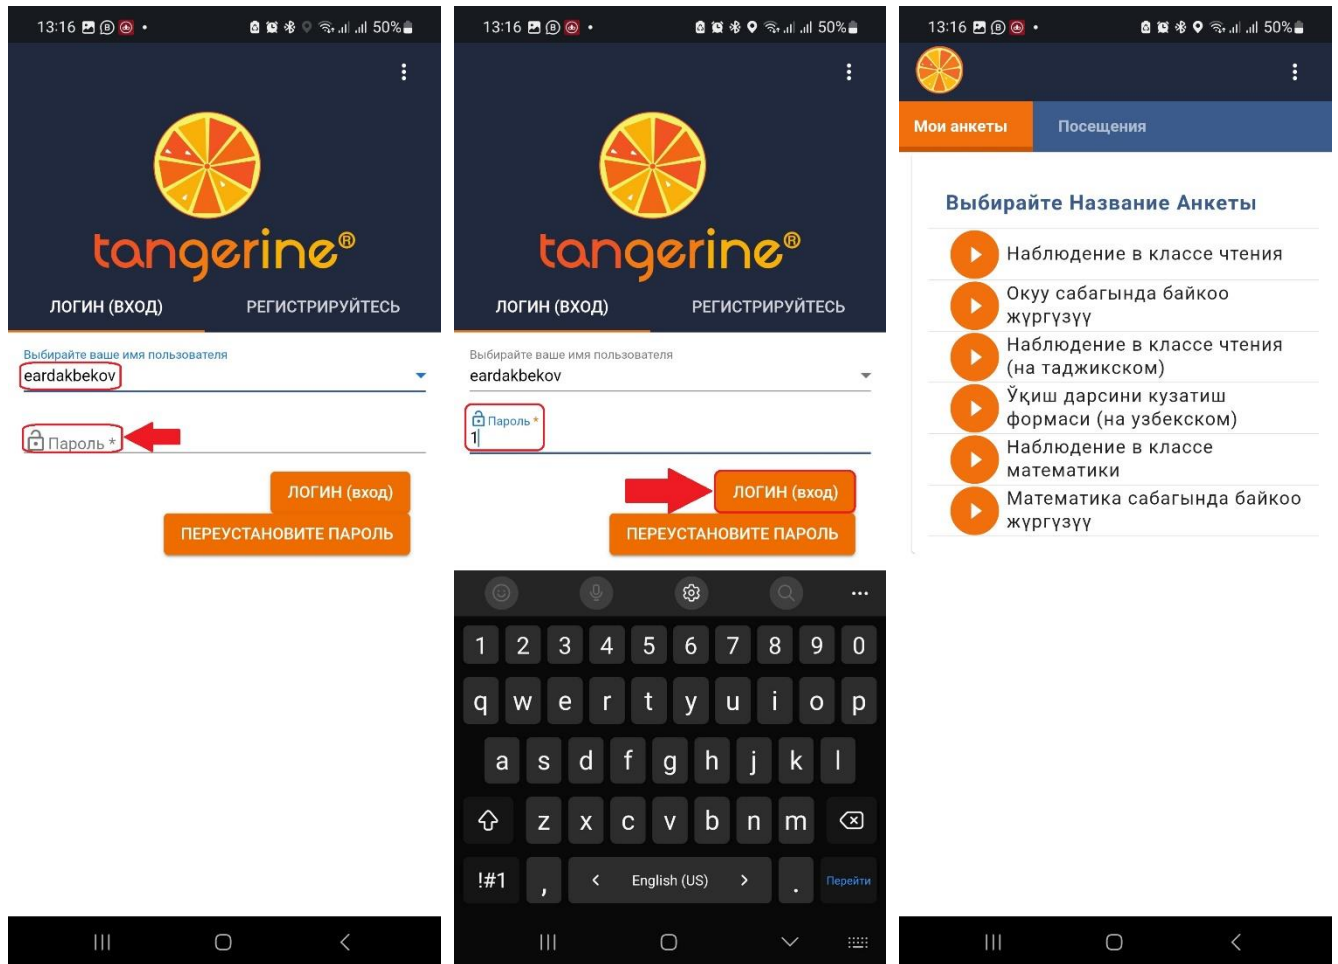 13:16
50%
tangerine®
ЛОГИН (ВХОД) РЕГИСТРИРУЙТЕСЬ
Выбирайте ваше имя пользователя
eardakbekov
Пароль *
ЛОГИН (вход)
ПЕРЕУСТАНОВИТЕ ПАРОЛЬ
13:16
50%
tangerine®
ЛОГИН (ВХОД) РЕГИСТРИРУЙТЕСЬ
Выбирайте ваше имя пользователя
eardakbekov
Пароль *
1
ЛОГИН (вход)
ПЕРЕУСТАНОВИТЕ ПАРОЛЬ
1 2 3 4 5 6 7 8 9 0
q w e r t y u i o p
a s d f g h j k l
z x c v b n m
!#1 , < English (US) > . Перейти
13:16
50%
Мои анкеты Посещения
Выбирайте Название Анкеты
Наблюдение в классе чтения
Окуу сабагында байкоо
жүргүзүү
Наблюдение в классе чтения
(на таджикском)
Ўқиш дарсини кузатиш
формаси (на узбекском)
Наблюдение в классе
математики
Математика сабагында байкоо
жүргүзүү